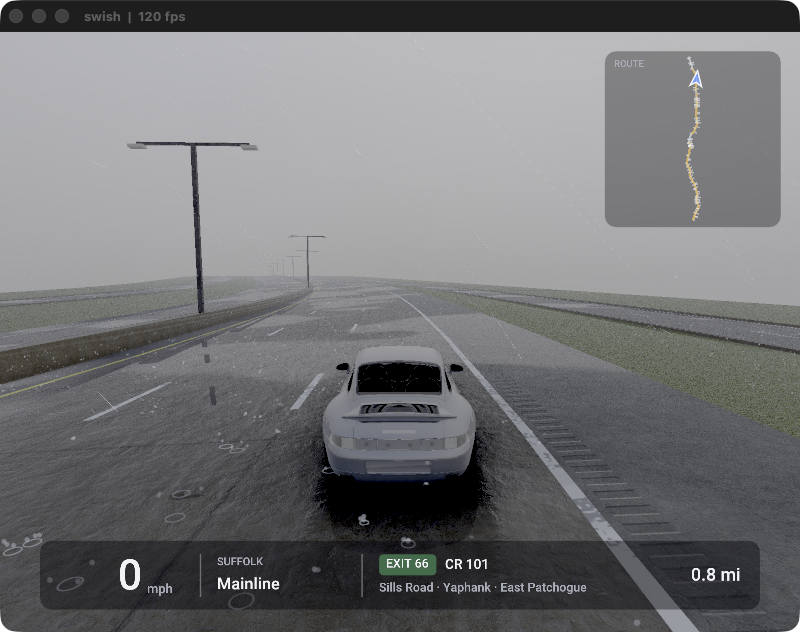 swish | 120 fps
ROUTE
0 mph
SUFFOLK
Mainline
EXIT 66 CR 101
Sills Road · Yaphank · East Patchogue
0.8 mi